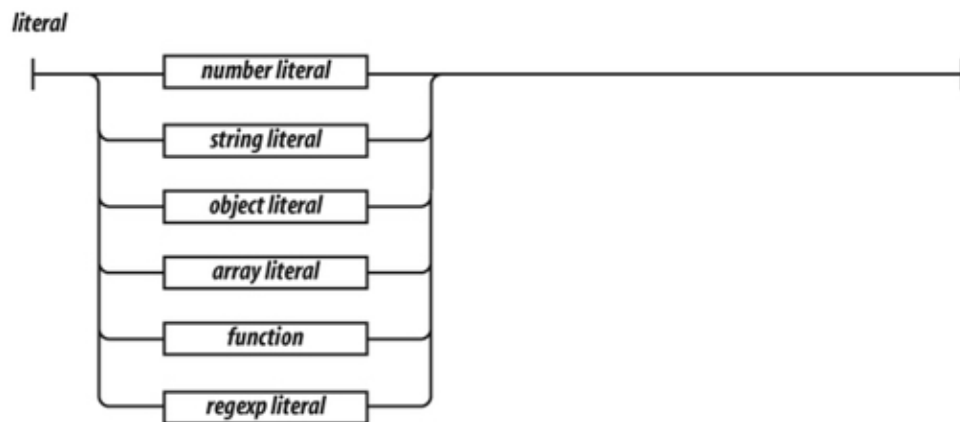 literal
number literal
string literal
object literal
array literal
function
regexp literal